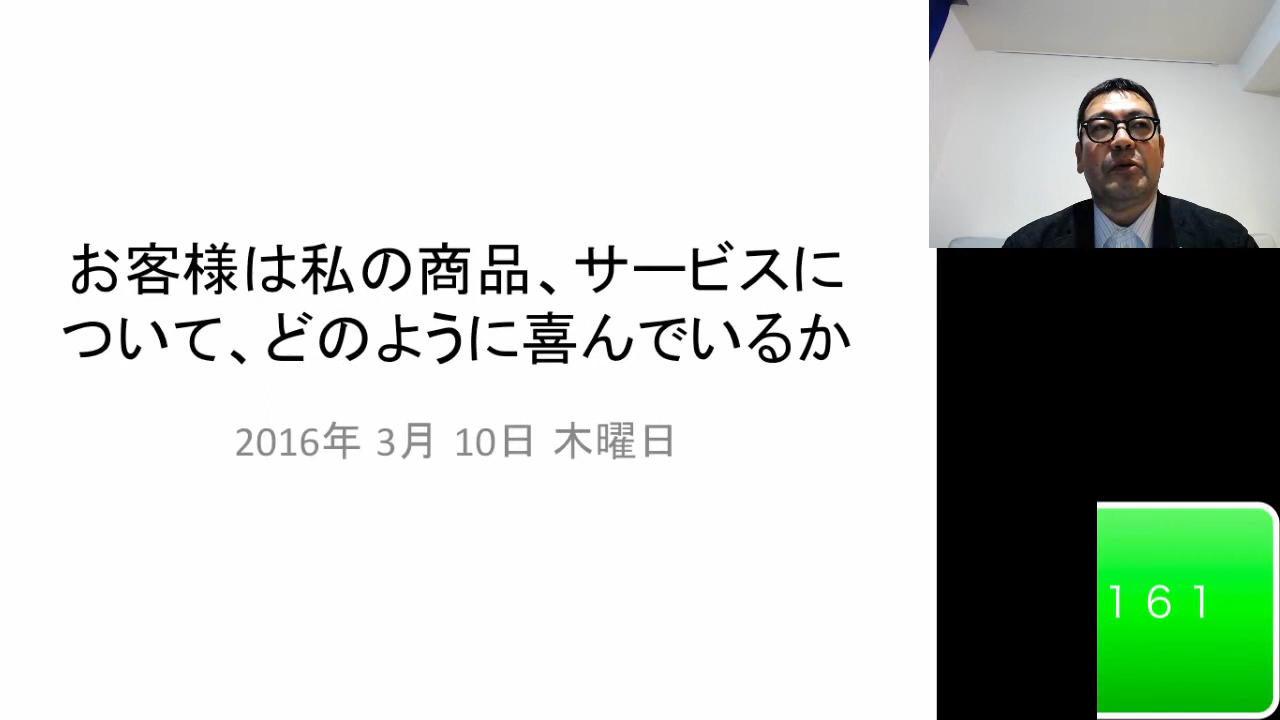 お客様は私の商品、サービスに
ついて、どのように喜んでいるか
2016年 3月 10日 木曜日
１６１